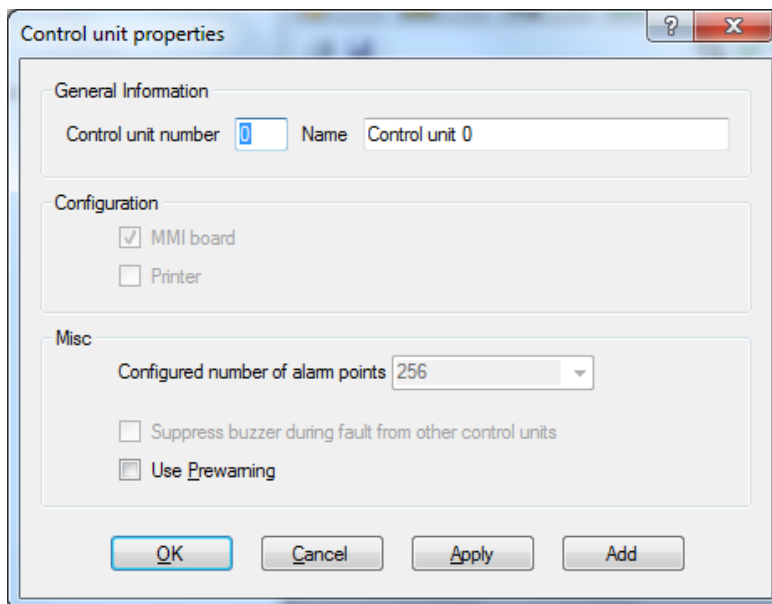 Control unit properties
?
X
General Information
Control unit number 0 Name Control unit 0
Configuration
MMI board
Printer
Misc
Configured number of alarm points 256
Suppress buzzer during fault from other control units
Use Prewarning
OK Cancel Apply Add